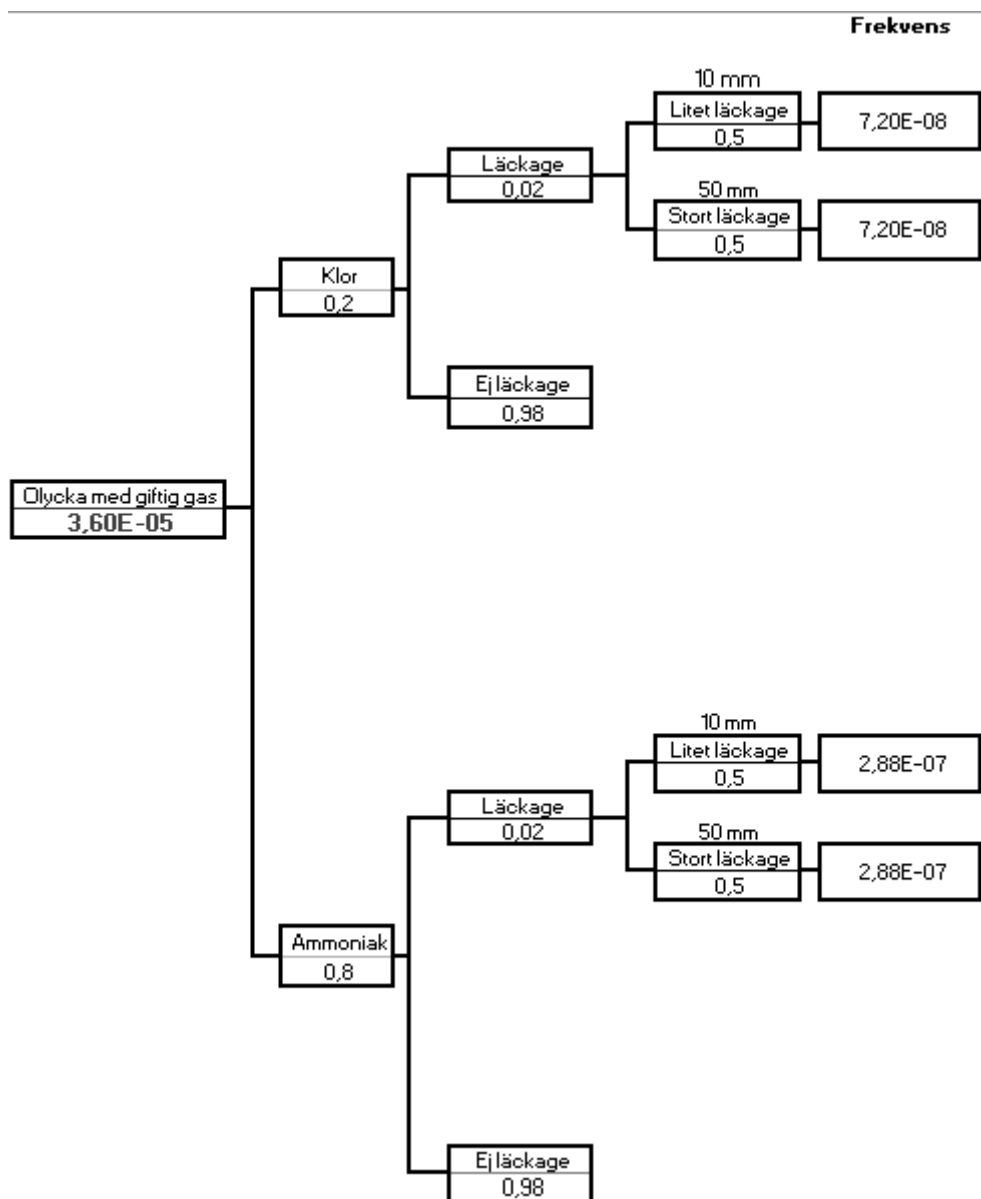 Frekvens
10 mm
Litet läckage
0,5
7,20E-08
Läckage
0,02
50 mm
Stort läckage
0,5
7,20E-08
Klor
0,2
Ej läckage
0,98
Olycka med giftig gas
3,60E-05
10 mm
Litet läckage
0,5
2,88E-07
Läckage
0,02
50 mm
Stort läckage
0,5
2,88E-07
Ammoniak
0,8
Ej läckage
0,98